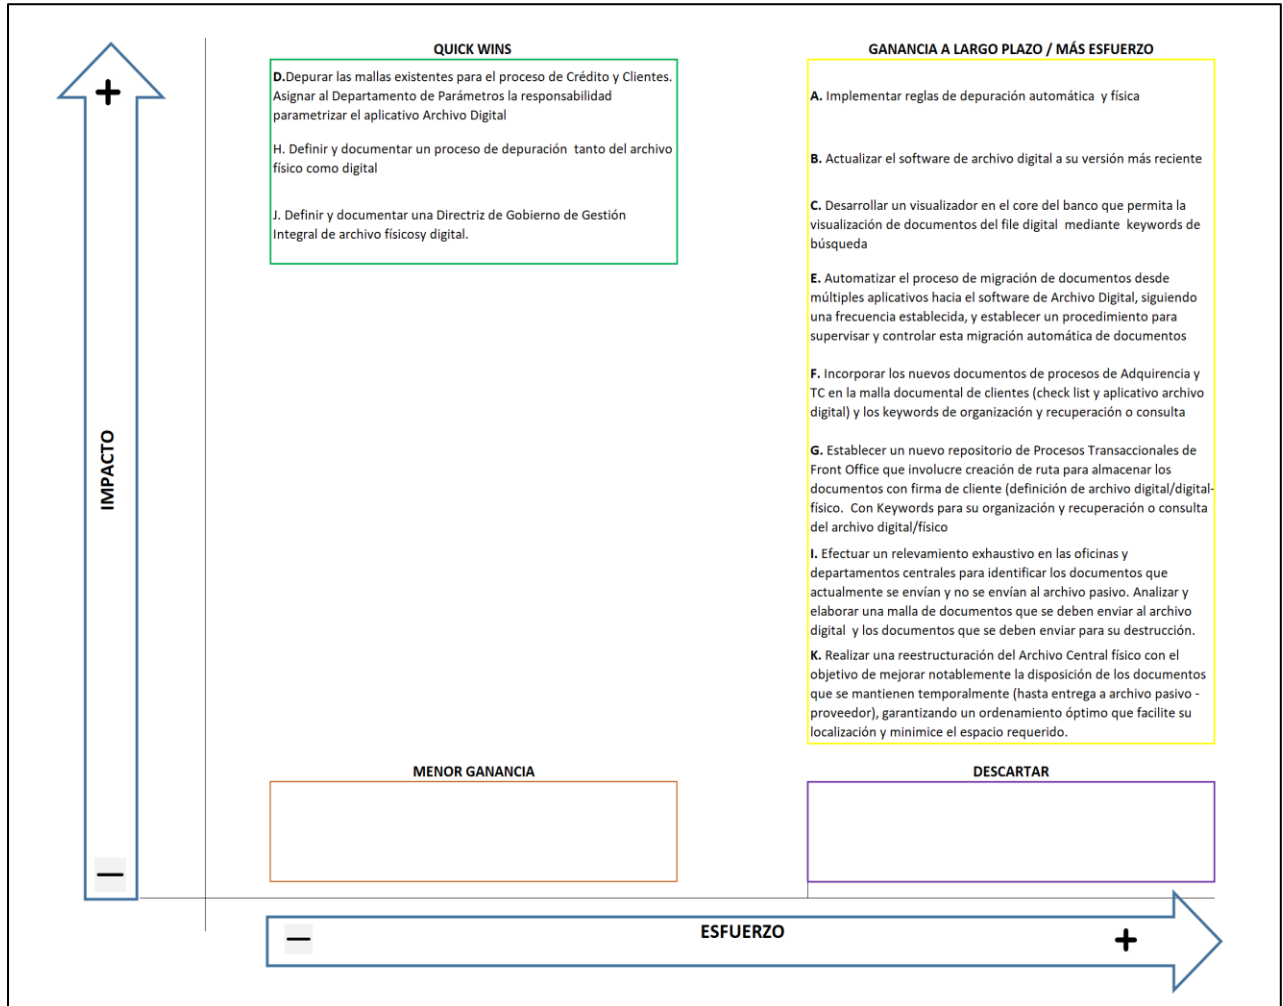 QUICK WINS
D.Depurar las mallas existentes para el proceso de Crédito y Clientes.
Asignar al Departamento de Parámetros la responsabilidad
parametrizar el aplicativo Archivo Digital
H. Definir y documentar un proceso de depuración tanto del archivo
físico como digital
J. Definir y documentar una Directriz de Gobierno de Gestión
Integral de archivo físicosy digital.
GANANCIA A LARGO PLAZO / MÁS ESFUERZO
A. Implementar reglas de depuración automática y física
B. Actualizar el software de archivo digital a su versión más reciente
C. Desarrollar un visualizador en el core del banco que permita la
visualización de documentos del file digital mediante keywords de
búsqueda
E. Automatizar el proceso de migración de documentos desde
múltiples aplicativos hacia el software de Archivo Digital, siguiendo
una frecuencia establecida, y establecer un procedimiento para
supervisar y controlar esta migración automática de documentos
F. Incorporar los nuevos documentos de procesos de Adquirencia y
TC en la malla documental de clientes (check list y aplicativo archivo
digital) y los keywords de organización y recuperación o consulta
G. Establecer un nuevo repositorio de Procesos Transaccionales de
Front Office que involucre creación de ruta para almacenar los
documentos con firma de cliente (definición de archivo digital/digital-
físico. Con Keywords para su organización y recuperación o consulta
del archivo digital/físico
I. Efectuar un relevamiento exhaustivo en las oficinas y
departamentos centrales para identificar los documentos que
actualmente se envían y no se envían al archivo pasivo. Analizar y
elaborar una malla de documentos que se deben enviar al archivo
digital y los documentos que se deben enviar para su destrucción.
K. Realizar una reestructuración del Archivo Central físico con el
objetivo de mejorar notablemente la disposición de los documentos
que se mantienen temporalmente (hasta entrega a archivo pasivo -
proveedor), garantizando un ordenamiento óptimo que facilite su
localización y minimice el espacio requerido.
IMPACTO
MENOR GANANCIA
DESCARTAR
ESFUERZO